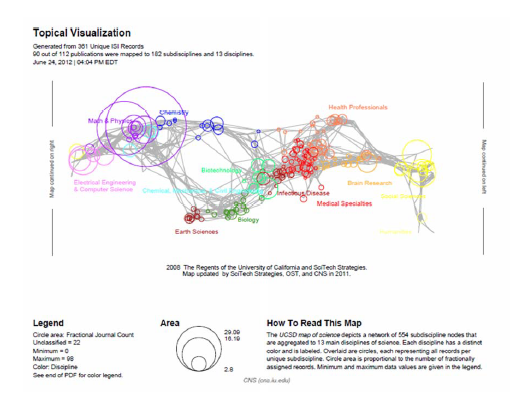 Topical Visualization
Generated from 361 Unique ISI Records
90 out of 112 publications were mapped to 182 subdisciplines and 13 disciplines.
June 24, 2012 | 04:04 PM EDT
Health Professionals
Chemistry
Math & Physics
Map continued on right
Map continued on left
Biotechnology
Electrical Engineering
& Computer Science
Chemical,
Infectious Disease
Brain Research
Medical Specialties
Biology
Earth Sciences
2008 The Regents of the University of California and SciTech Strategies.
Map updated by SciTech Strategies, OST, and CNS in 2011.
Legend
Circle area: Fractional Journal Count
Unclassified = 22
Minimum = 0
Maximum = 98
Color: Discipline
See end of PDF for color legend.
Area
29.09
16.19
2.8
How To Read This Map
The UCSD map of science depicts a network of 554 subdiscipline nodes that
are aggregated to 13 main disciplines of science. Each discipline has a distinct
color and is labeled. Overlaid are circles, each representing all records per
unique subdiscipline. Circle area is proportional to the number of fractionally
assigned records. Minimum and maximum data values are given in the legend.
CNS (cns.iu.edu)